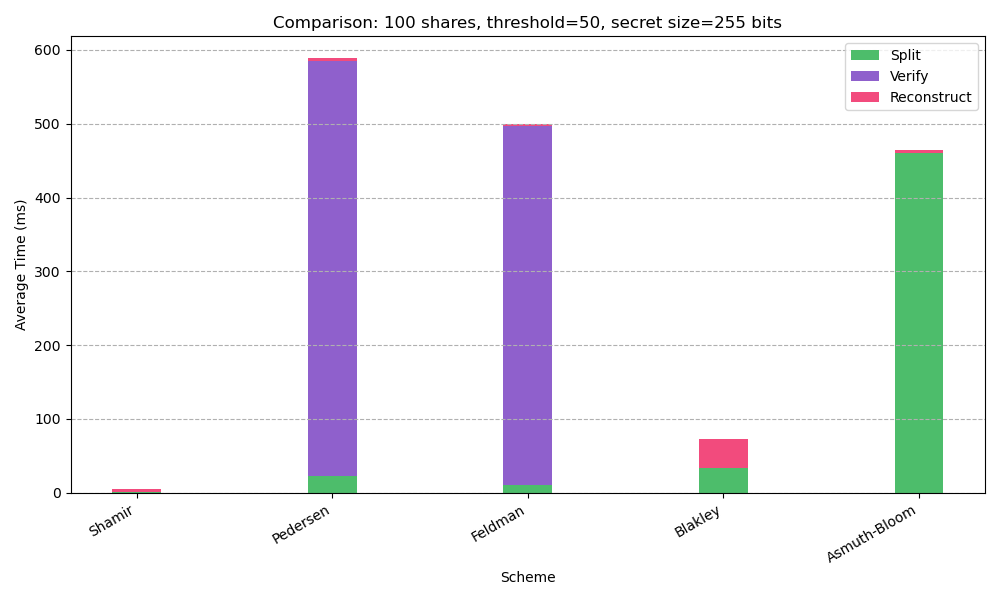 Comparison: 100 shares, threshold=50, secret size=255 bits
Split
Verify
Reconstruct
600
500
400
300
200
100
0
Average Time (ms)
Shamir
Pedersen
Feldman
Blakley
Asmuth-Bloom
Scheme